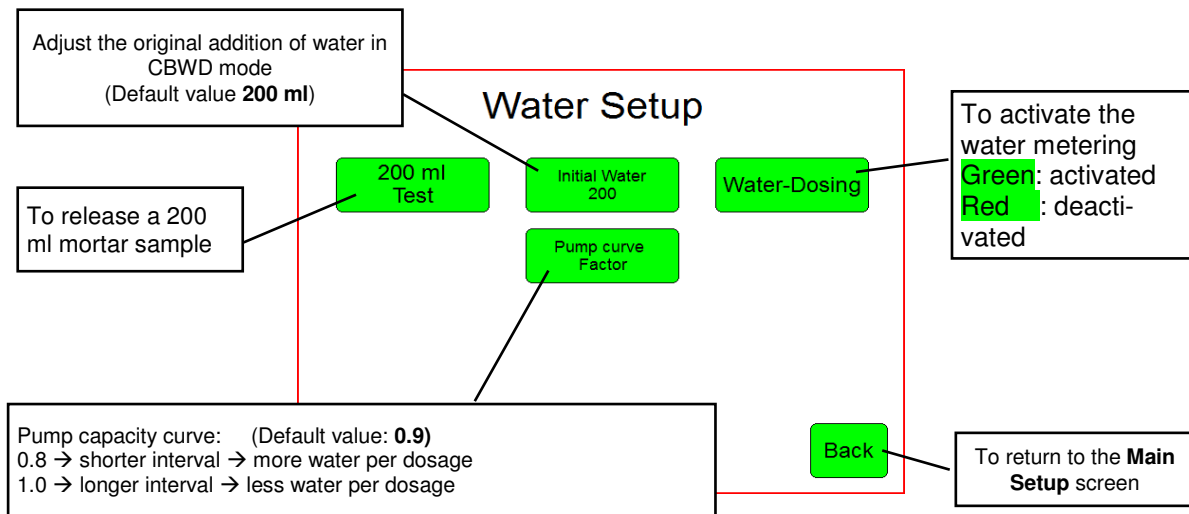 Adjust the original addition of water in
CBWD mode
(Default value 200 ml)
Water Setup
To activate the
water metering
Green: activated
Red : deacti-
vated
200 ml
Test
Initial Water
200
Water-Dosing
To release a 200
ml mortar sample
Pump curve
Factor
Pump capacity curve: (Default value: 0.9)
0.8 → shorter interval → more water per dosage
1.0 → longer interval → less water per dosage
Back
To return to the Main
Setup screen